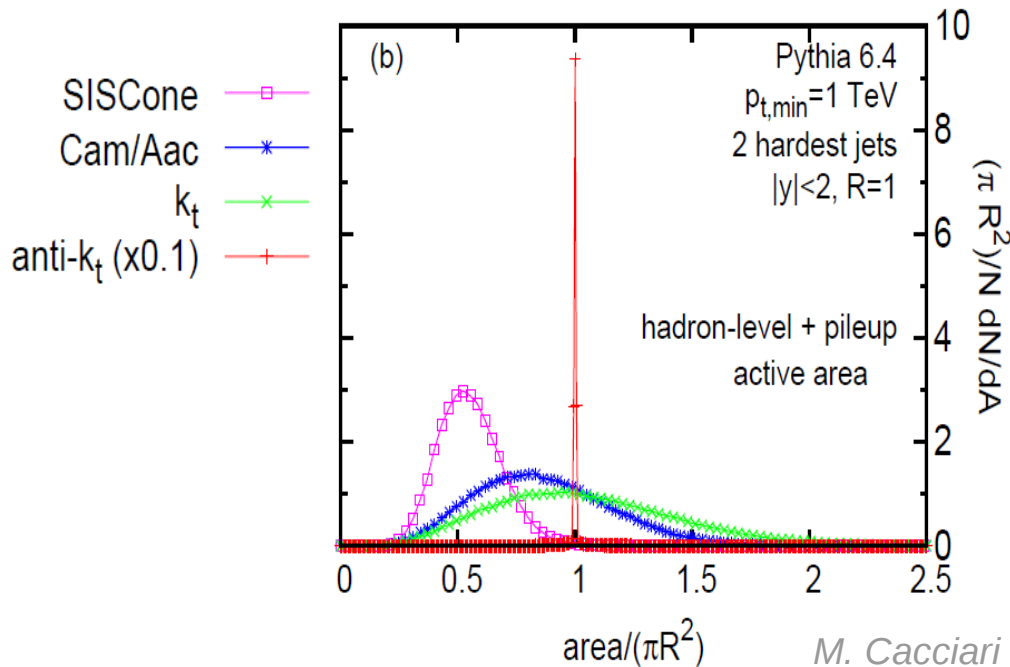 (b)
SISCone
Cam/Aac
k_t
anti-k_t (x0.1)
Pythia 6.4
p_{t,min}=1 TeV
2 hardest jets
|y|<2, R=1
hadron-level + pileup
active area
10
8
6
4
2
0
(π R²)/N dN/dA
0 0.5 1 1.5 2 2.5
area/(πR²)
M. Cacciari